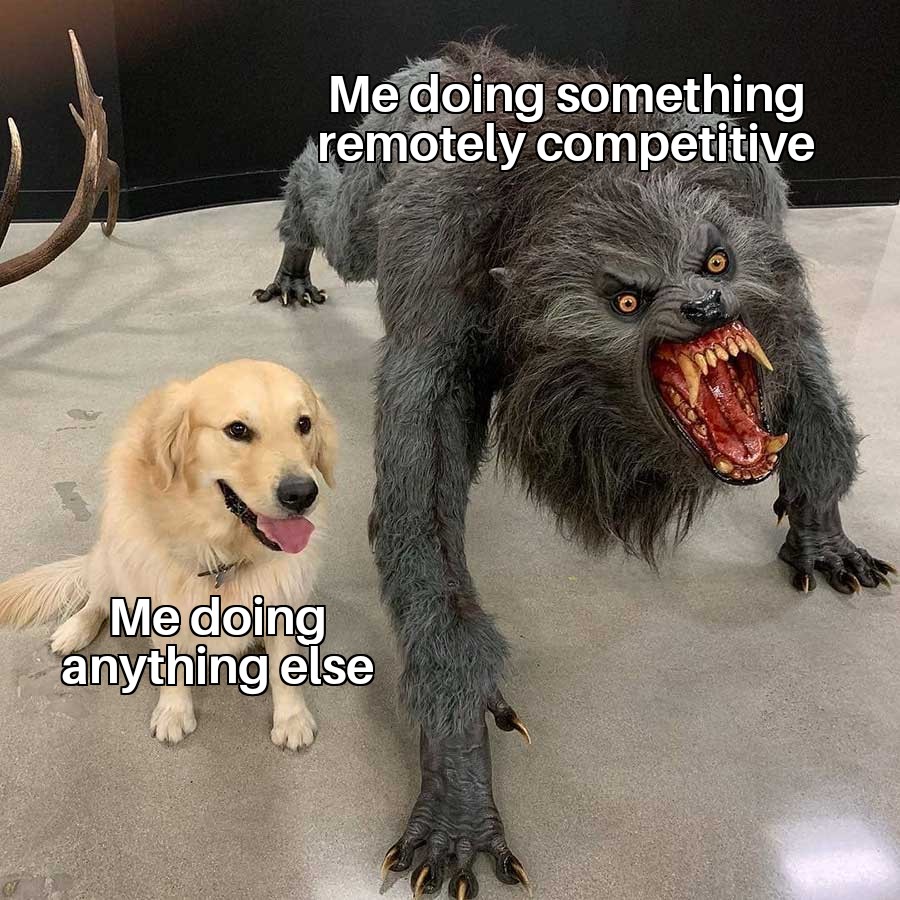 Me doing something
remotely competitive
Me doing
anything else